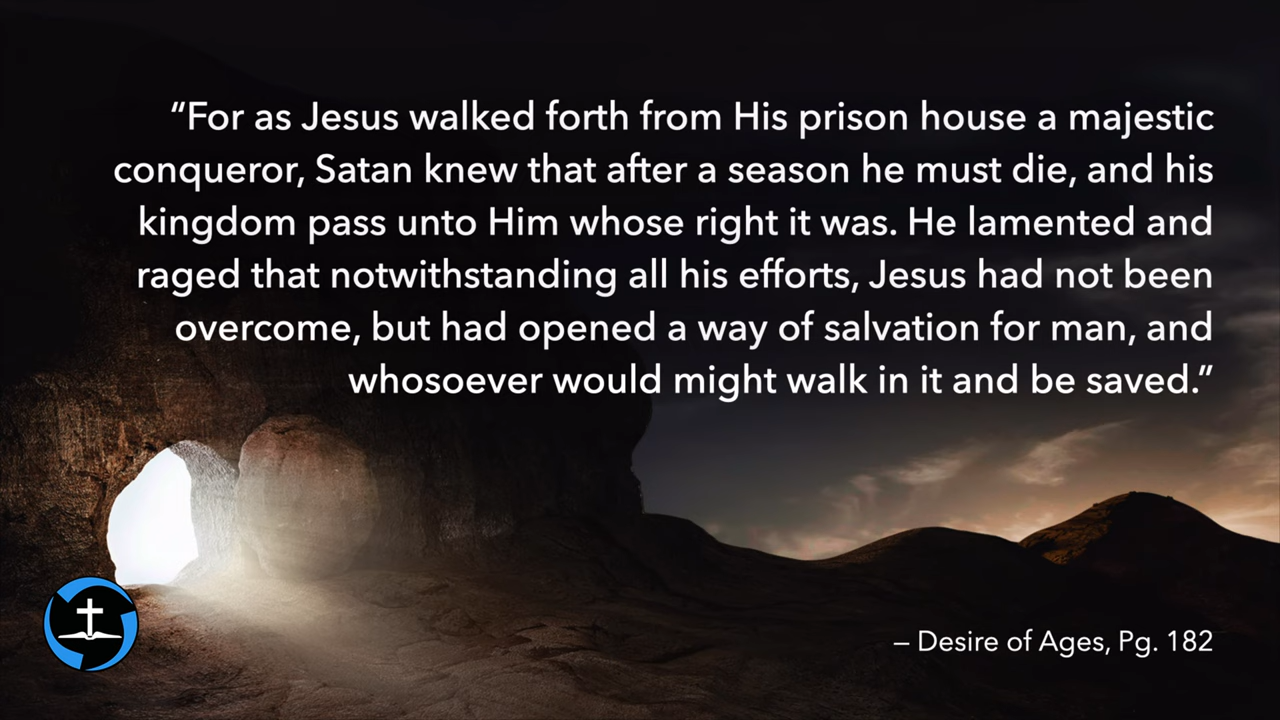 “For as Jesus walked forth from His prison house a majestic
conqueror, Satan knew that after a season he must die, and his
kingdom pass unto Him whose right it was. He lamented and
raged that notwithstanding all his efforts, Jesus had not been
overcome, but had opened a way of salvation for man, and
whosoever would might walk in it and be saved.”
– Desire of Ages, Pg. 182